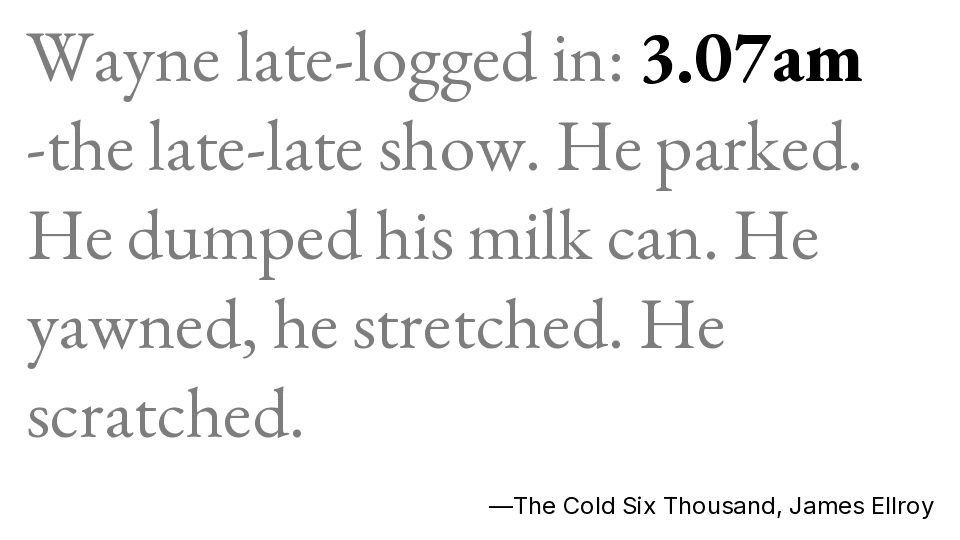 Wayne late-logged in: 3.07am
-the late-late show. He parked.
He dumped his milk can. He
yawned, he stretched. He
scratched.
—The Cold Six Thousand, James Ellroy